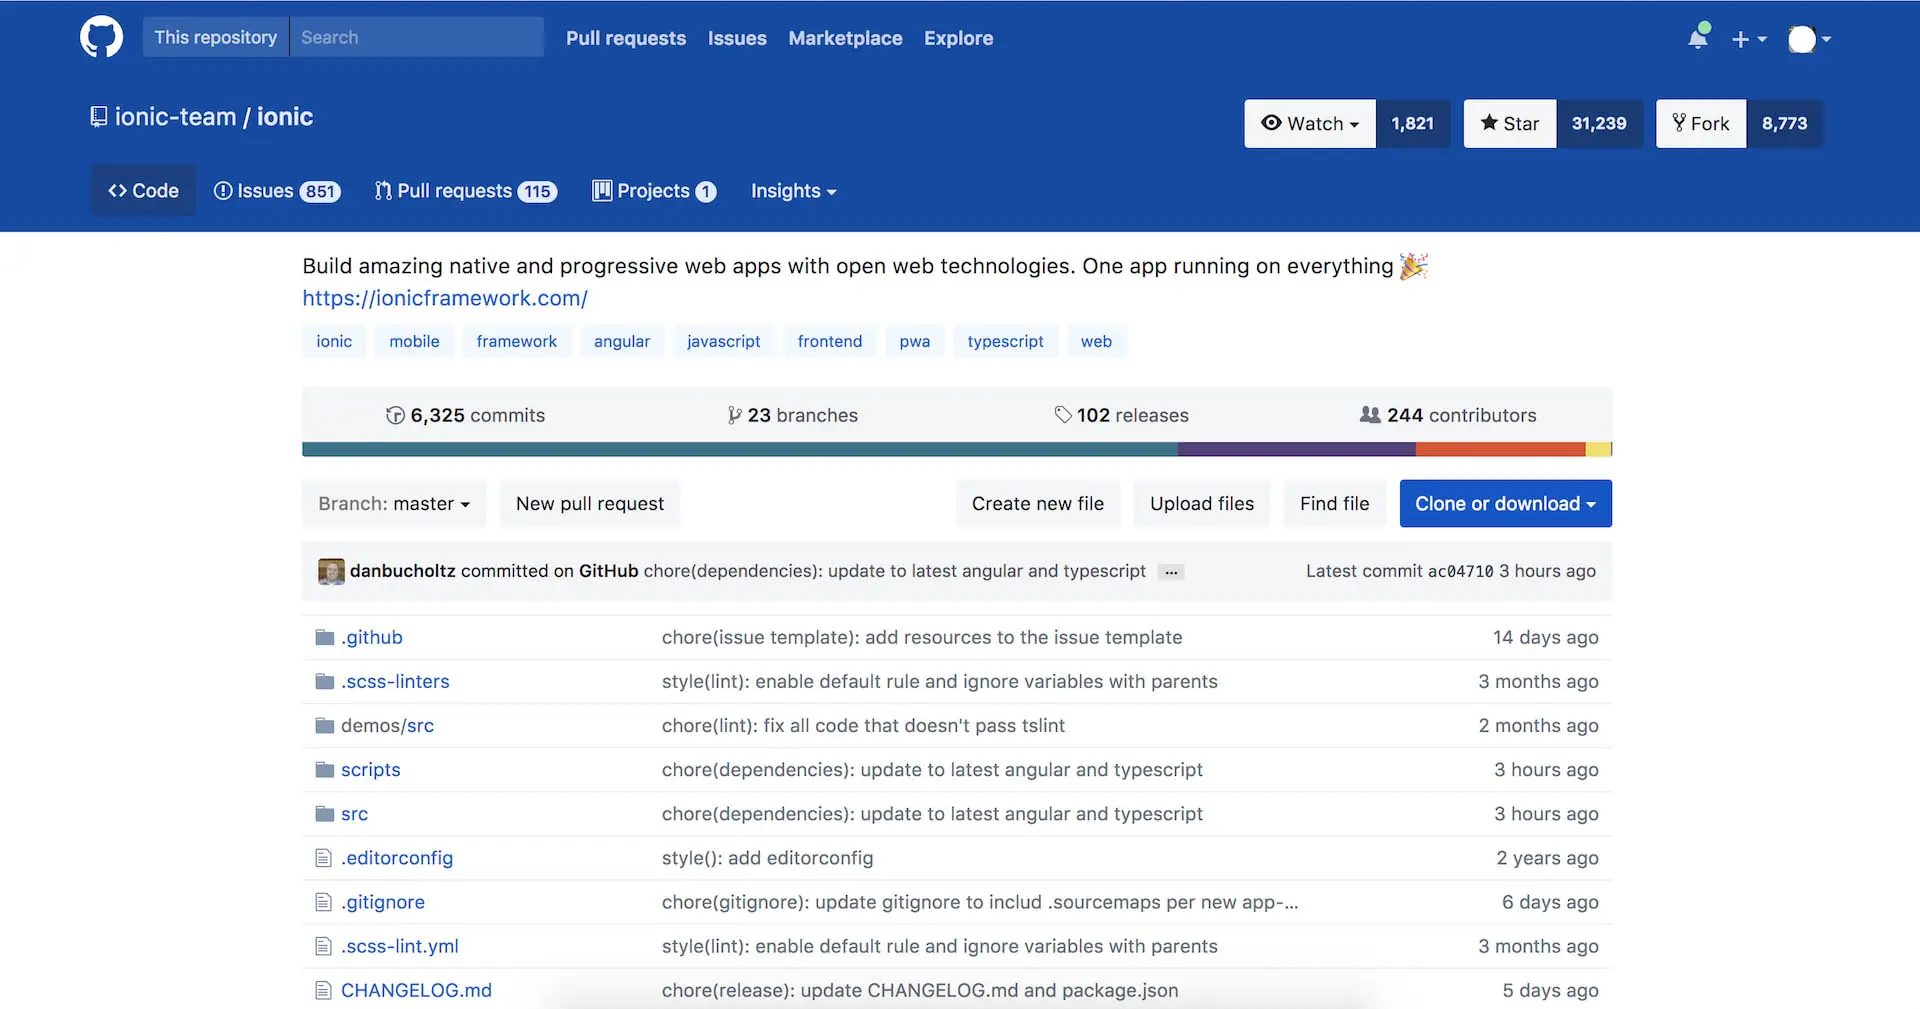 This repository Search Pull requests Issues Marketplace Explore
ionic-team / ionic Watch 1,821 Star 31,239 Fork 8,773
Code Issues 851 Pull requests 115 Projects 1 Insights
Build amazing native and progressive web apps with open web technologies. One app running on everything 🎉
https://ionicframework.com/
ionic mobile framework angular javascript frontend pwa typescript web
6,325 commits 23 branches 102 releases 244 contributors
Branch: master New pull request Create new file Upload files Find file Clone or download
danbucholtz committed on GitHub chore(dependencies): update to latest angular and typescript ... Latest commit ac04710 3 hours ago
.github chore(issue template): add resources to the issue template 14 days ago
.scss-linters style(lint): enable default rule and ignore variables with parents 3 months ago
demos/src chore(lint): fix all code that doesn't pass tslint 2 months ago
scripts chore(dependencies): update to latest angular and typescript 3 hours ago
src chore(dependencies): update to latest angular and typescript 3 hours ago
.editorconfig style(): add editorconfig 2 years ago
.gitignore chore(gitignore): update gitignore to includ .sourcemaps per new app-... 6 days ago
.scss-lint.yml style(lint): enable default rule and ignore variables with parents 3 months ago
CHANGELOG.md chore(release): update CHANGELOG.md and package.json 5 days ago